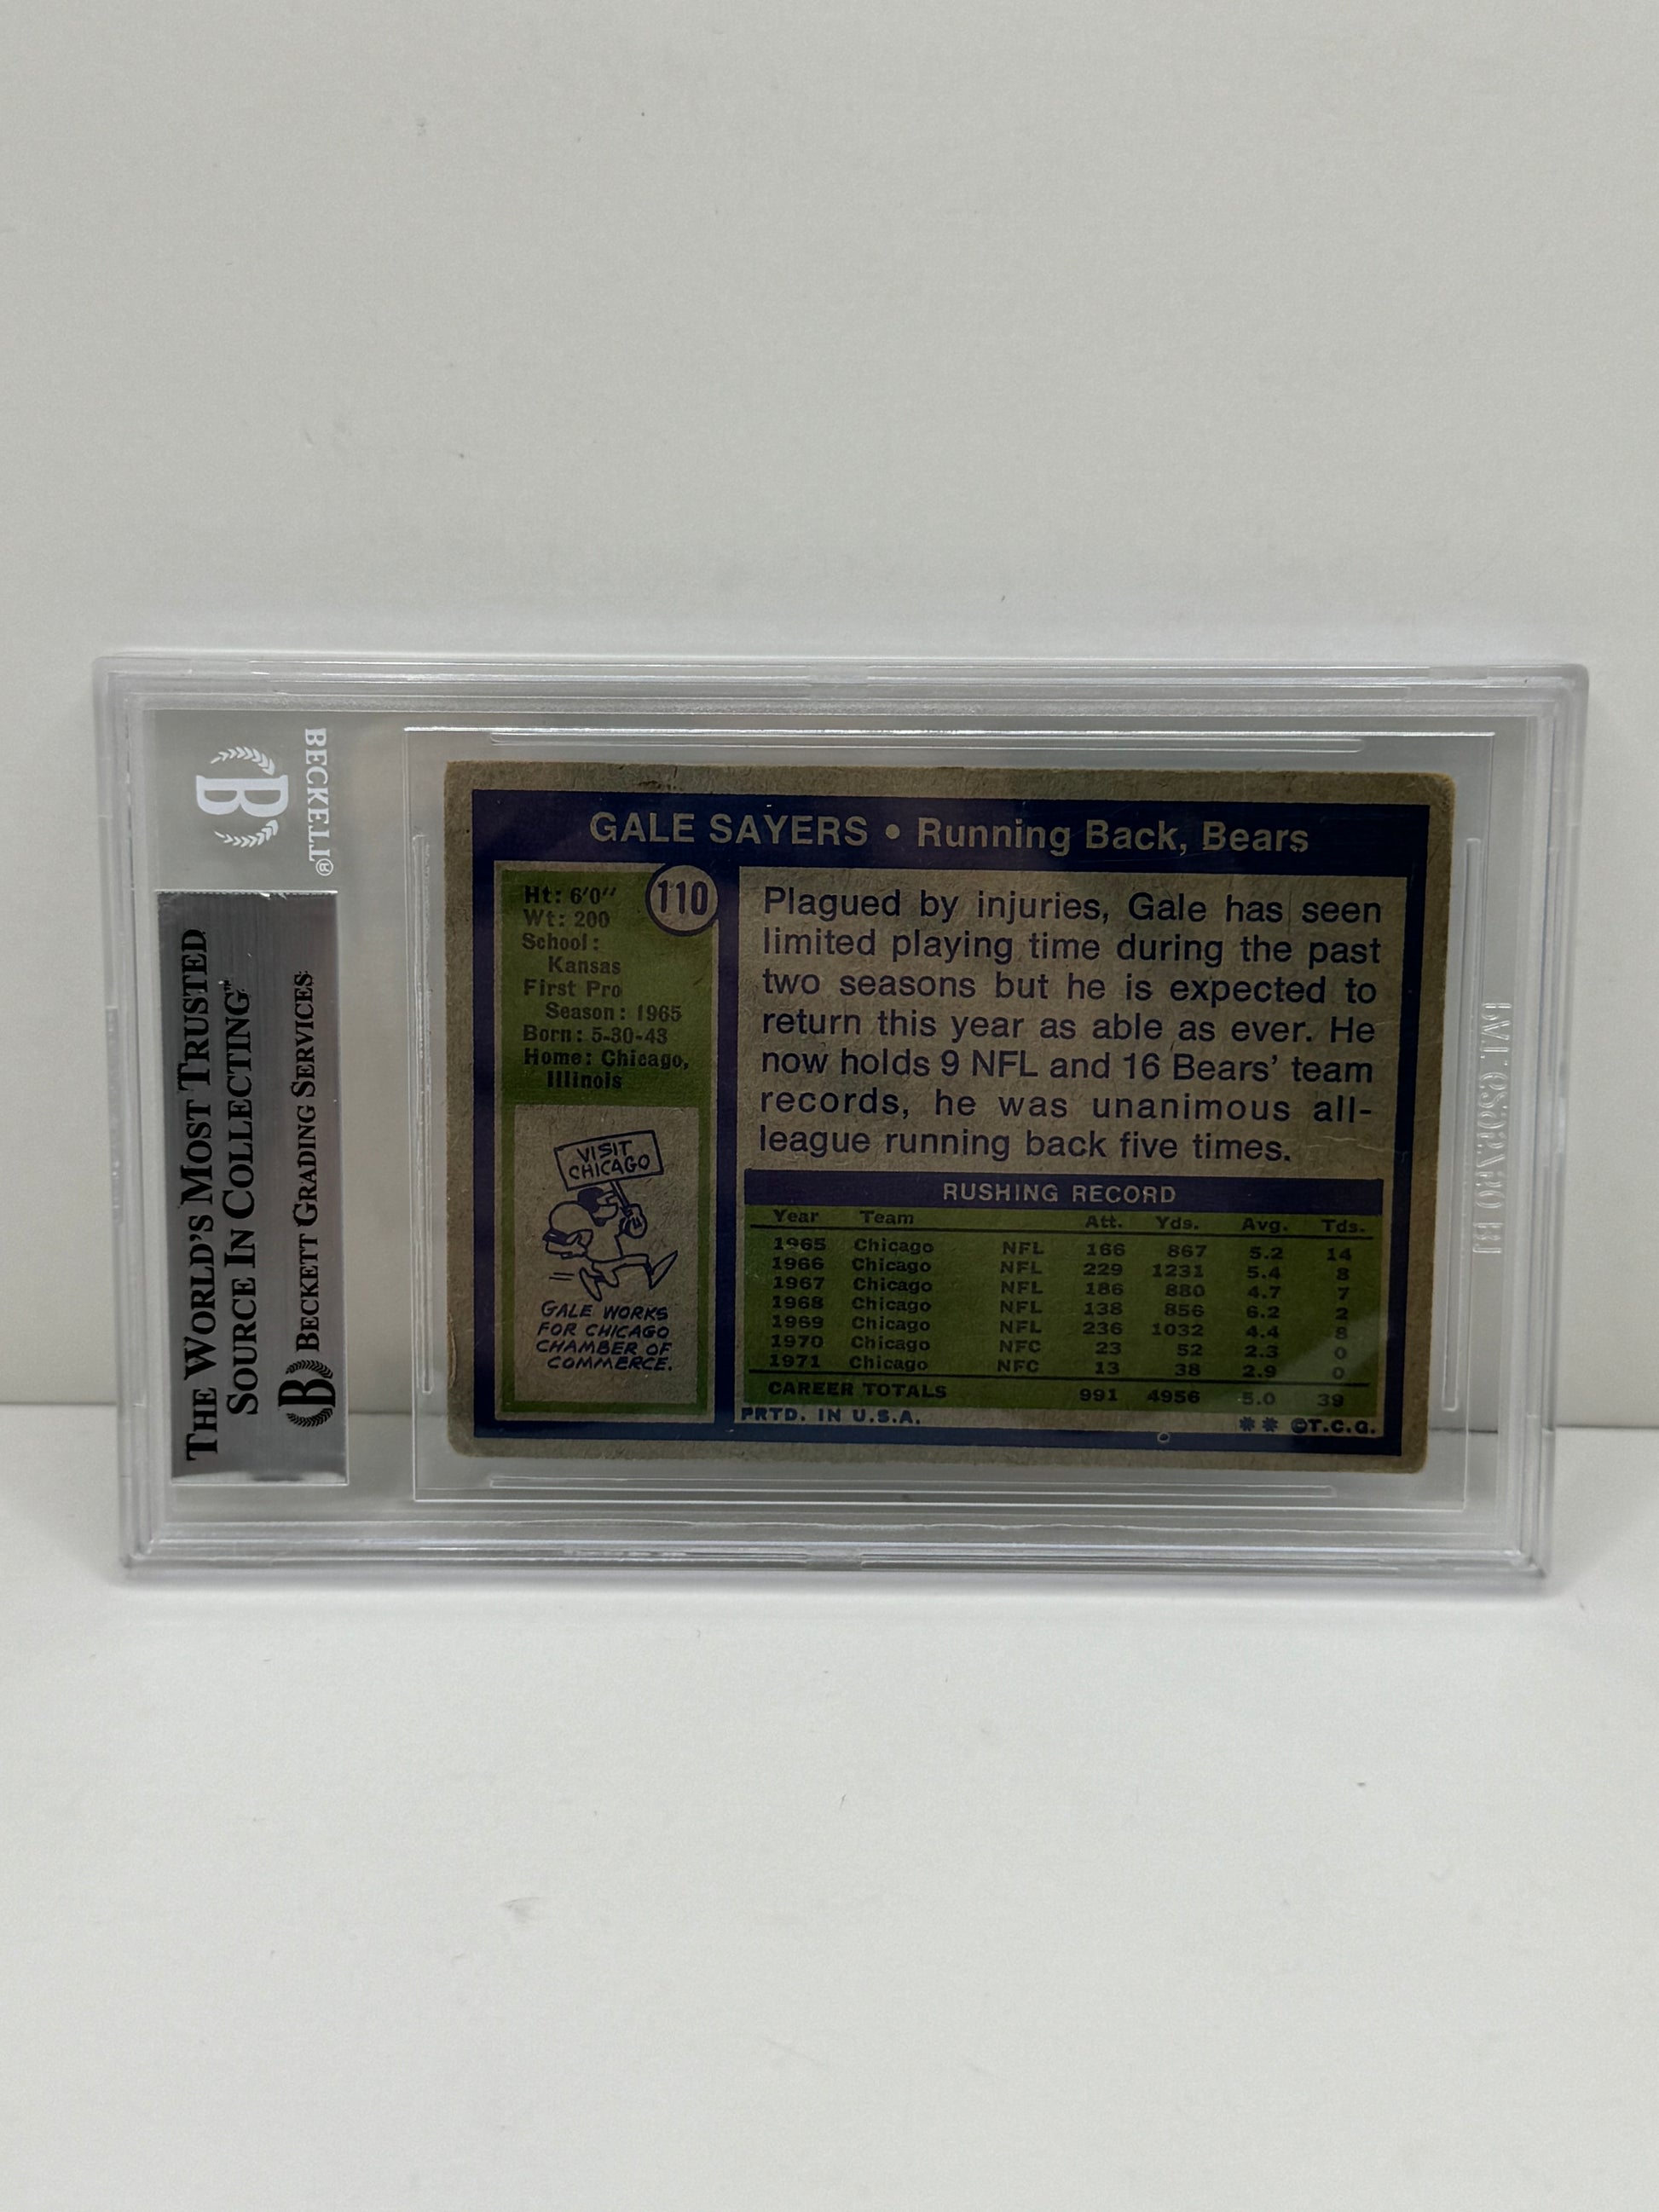 BECKETT®
B
THE WORLD'S MOST TRUSTED
SOURCE IN COLLECTING™
B BECKETT GRADING SERVICES
GALE SAYERS • Running Back, Bears
110
Ht: 6'0"
Wt: 200
School:
Kansas
First Pro
Season: 1965
Born: 5-30-43
Home: Chicago,
Illinois
VISIT
CHICAGO
GALE WORKS
FOR CHICAGO
CHAMBER OF
COMMERCE.
Plagued by injuries, Gale has seen
limited playing time during the past
two seasons but he is expected to
return this year as able as ever. He
now holds 9 NFL and 16 Bears' team
records, he was unanimous all-
league running back five times.
RUSHING RECORD
Year Team Att. Yds. Avg. Tds.
1965 Chicago NFL 166 867 5.2 14
1966 Chicago NFL 229 1231 5.4 8
1967 Chicago NFL 186 880 4.7 7
1968 Chicago NFL 138 856 6.2 2
1969 Chicago NFL 236 1032 4.4 8
1970 Chicago NFC 23 52 2.3 0
1971 Chicago NFC 13 38 2.9 0
CAREER TOTALS 991 4956 5.0 39
PRTD. IN U.S.A. ** ©T.C.G.